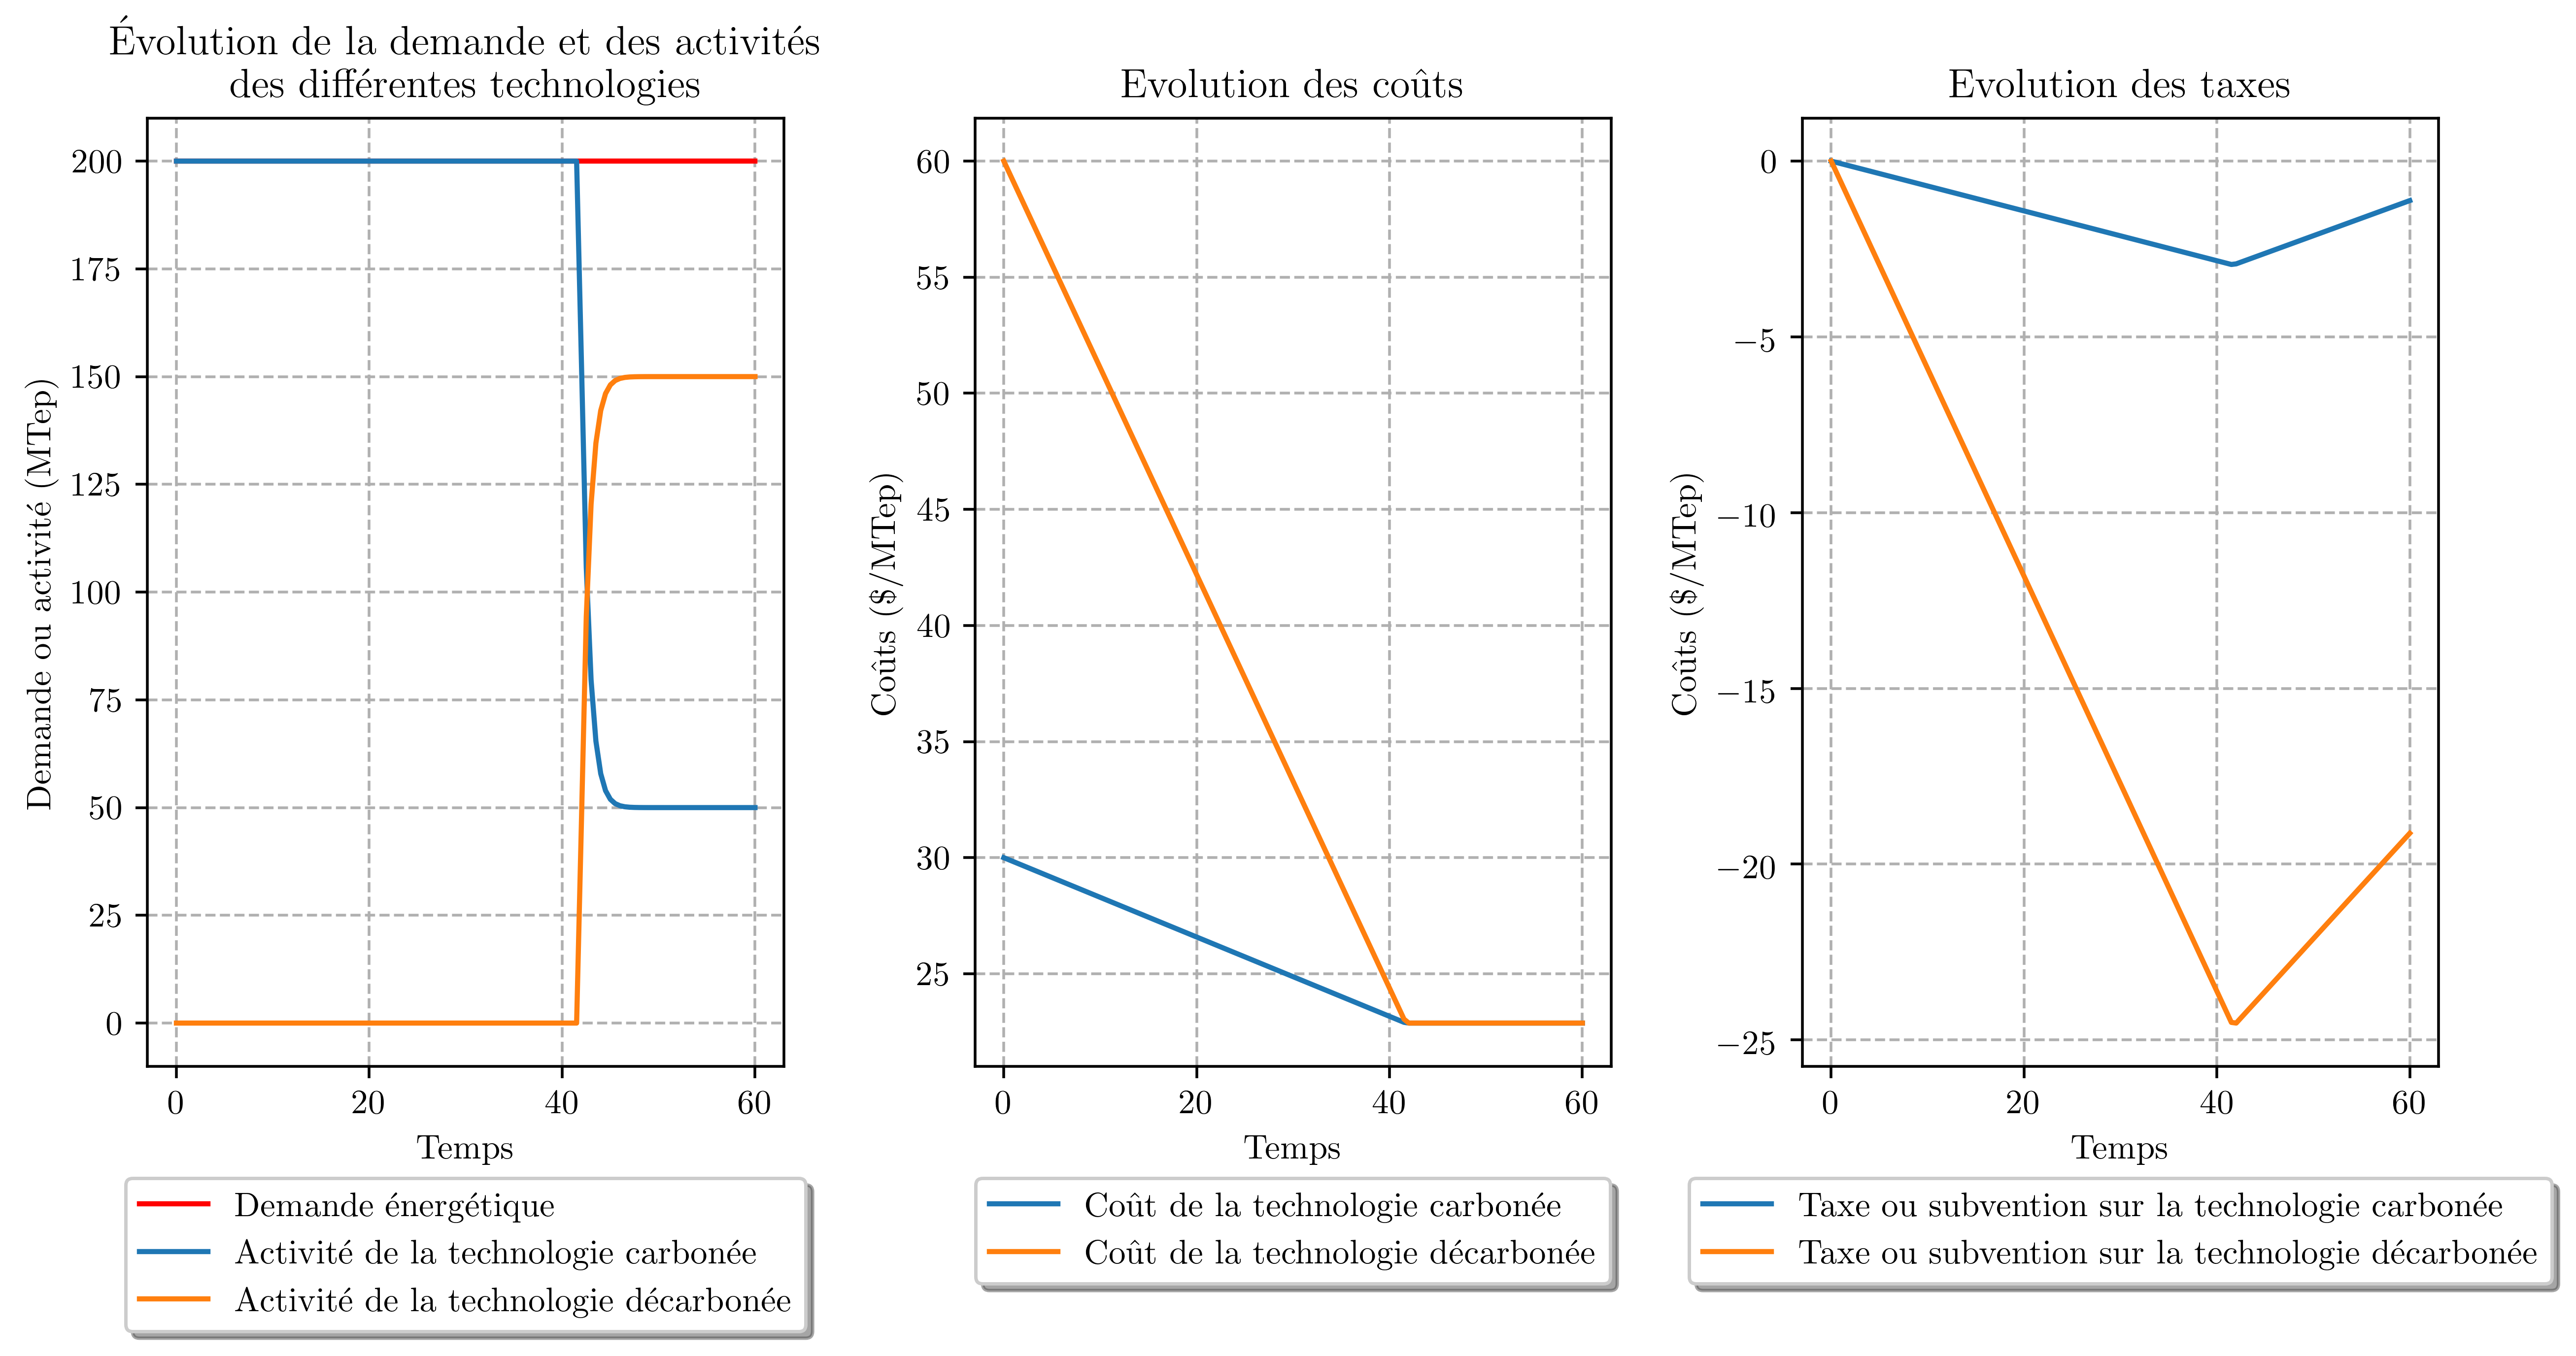 Évolution de la demande et des activités
des différentes technologies
200
175
150
125
100
75
50
25
0
Demande ou activité (MTep)
0 20 40 60
Temps
Demande énergétique
Activité de la technologie carbonée
Activité de la technologie décarbonée
Evolution des coûts
60
55
50
45
40
35
30
25
Coûts ($/MTep)
0 20 40 60
Temps
Coût de la technologie carbonée
Coût de la technologie décarbonée
Evolution des taxes
0
−5
−10
−15
−20
−25
Coûts ($/MTep)
0 20 40 60
Temps
Taxe ou subvention sur la technologie carbonée
Taxe ou subvention sur la technologie décarbonée